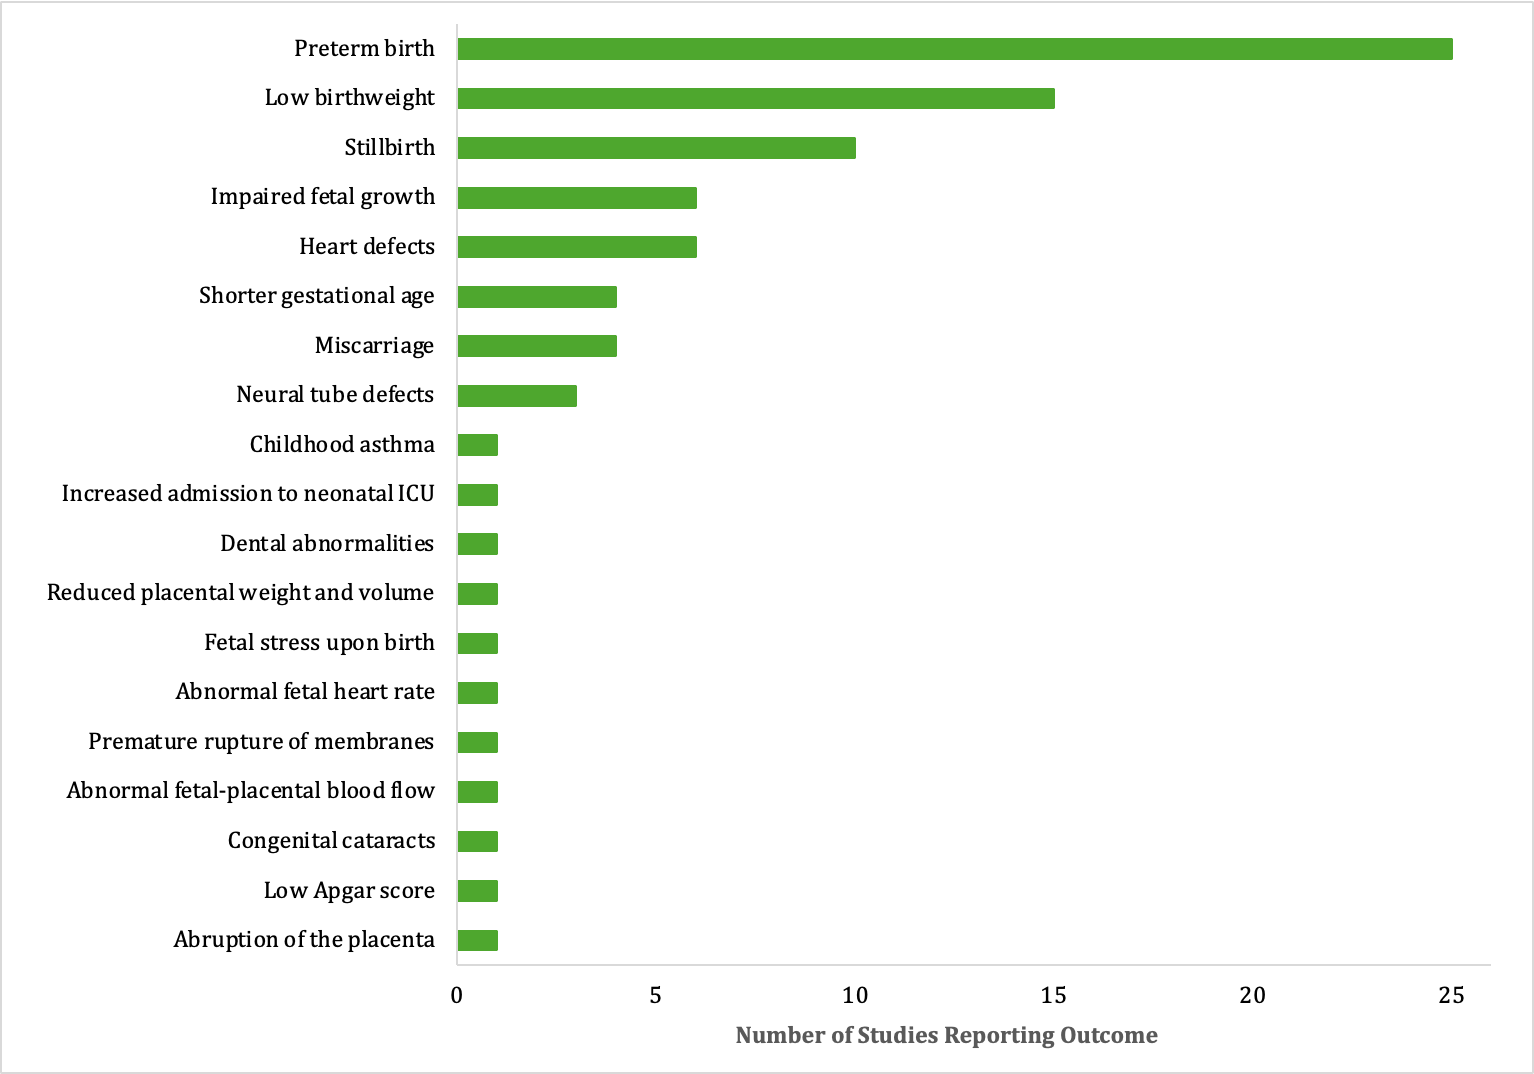 Preterm birth
Low birthweight
Stillbirth
Impaired fetal growth
Heart defects
Shorter gestational age
Miscarriage
Neural tube defects
Childhood asthma
Increased admission to neonatal ICU
Dental abnormalities
Reduced placental weight and volume
Fetal stress upon birth
Abnormal fetal heart rate
Premature rupture of membranes
Abnormal fetal-placental blood flow
Congenital cataracts
Low Apgar score
Abruption of the placenta
0 5 10 15 20 25
Number of Studies Reporting Outcome